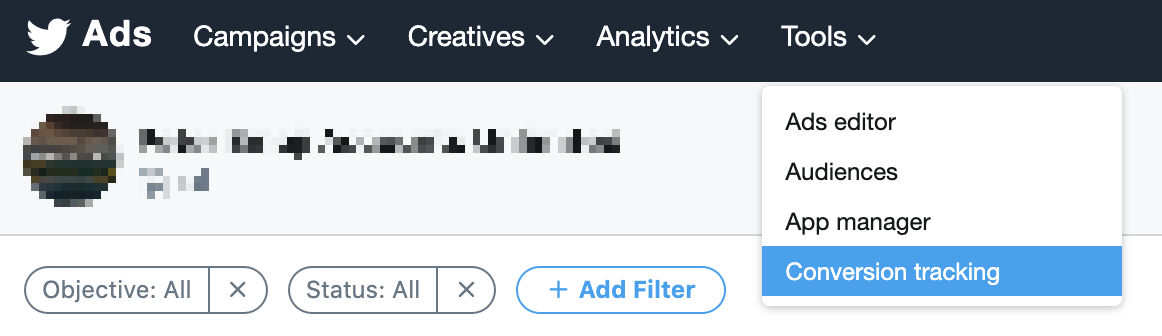 Ads Campaigns Creatives Analytics Tools
Ads editor
Audiences
App manager
Conversion tracking
Objective: All × Status: All × + Add Filter